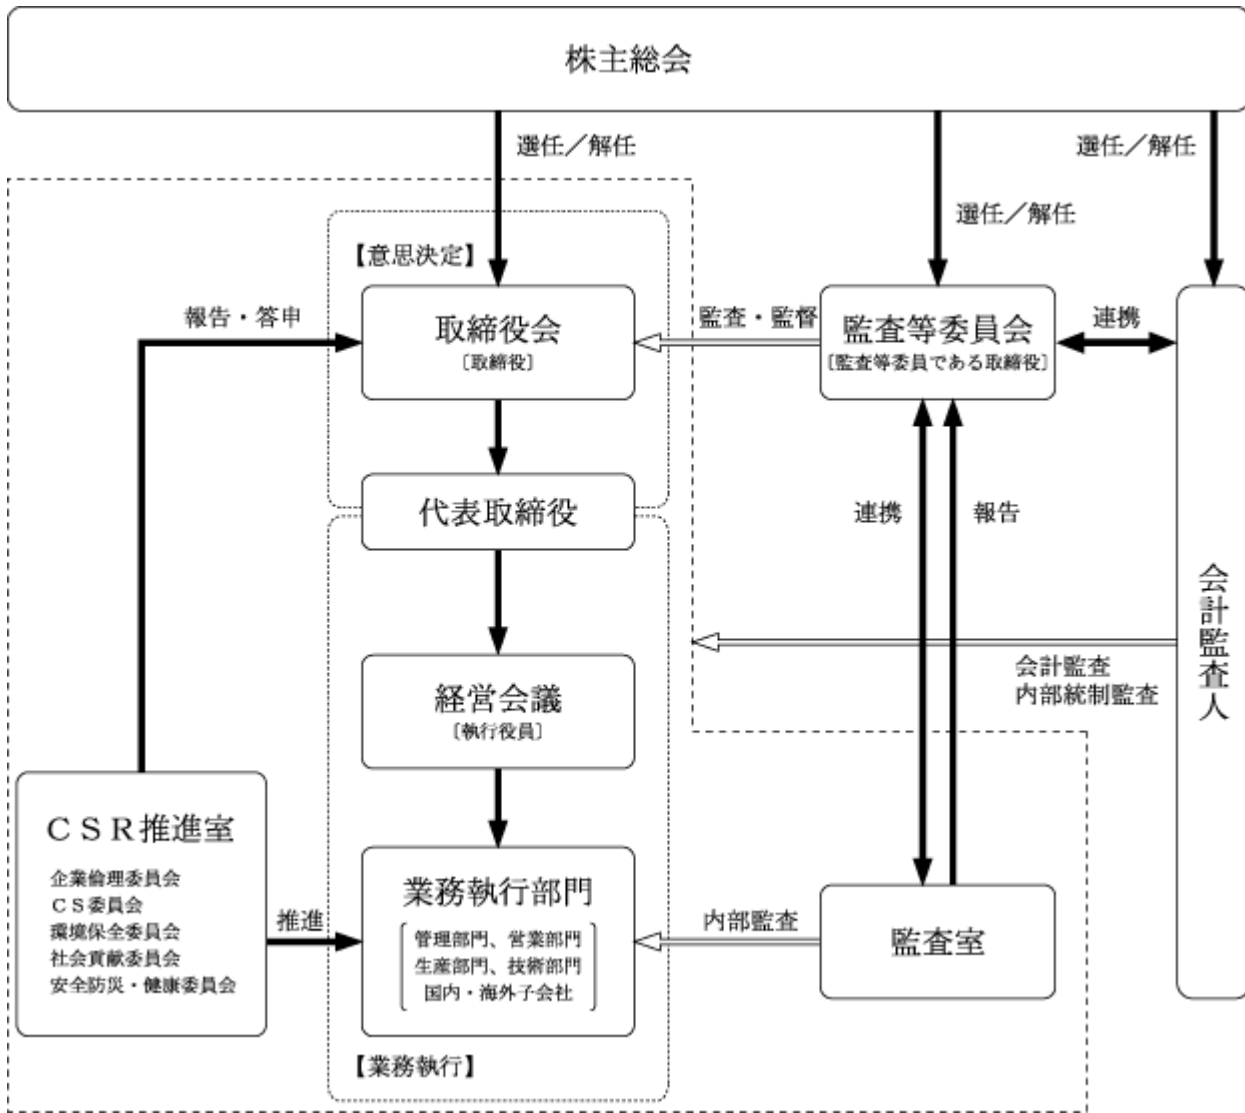 株主総会
選任／解任
選任／解任
選任／解任
【意思決定】
報告・答申
取締役会
〔取締役〕
監査・監督
監査等委員会
〔監査等委員である取締役〕
連携
代表取締役
連携
報告
会計監査人
会計監査
内部統制監査
経営会議
〔執行役員〕
ＣＳＲ推進室
企業倫理委員会
ＣＳ委員会
環境保全委員会
社会貢献委員会
安全防災・健康委員会
推進
業務執行部門
管理部門、営業部門
生産部門、技術部門
国内・海外子会社
内部監査
監査室
【業務執行】